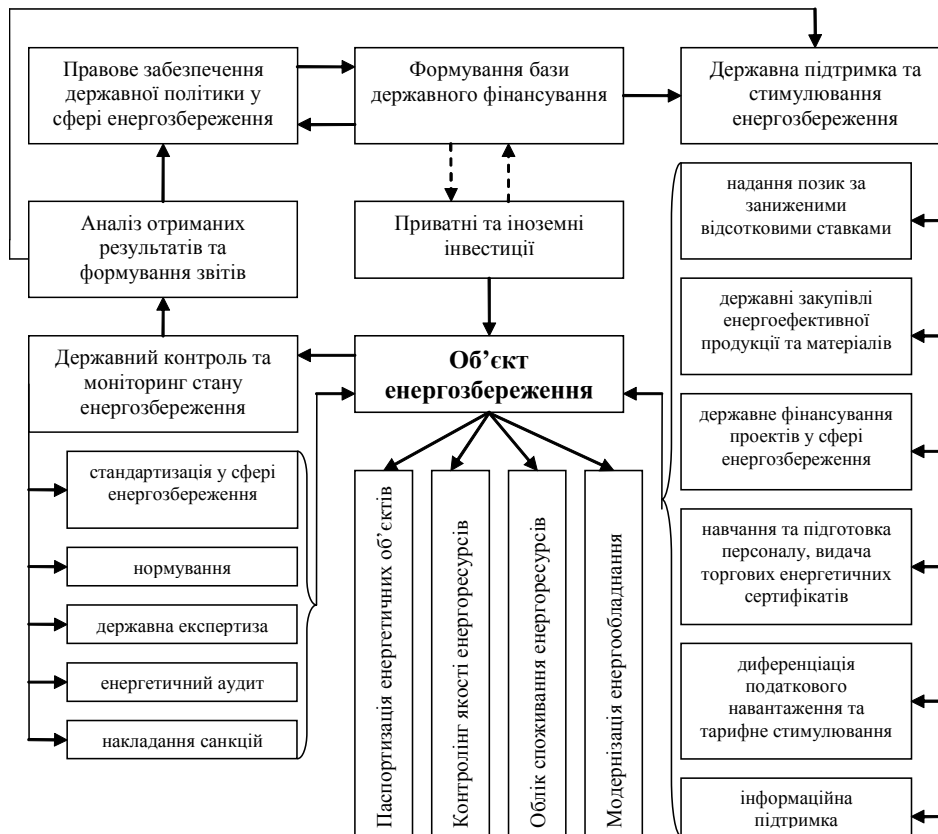 Правове забезпечення
державної політики у
сфері енергозбереження
Формування бази
державного фінансування
Державна підтримка та
стимулювання
енергозбереження
Аналіз отриманих
результатів та
формування звітів
Приватні та іноземні
інвестиції
надання позик за
заниженими
відсотковими ставками
державні закупівлі
енергоефективної
продукції та матеріалів
Державний контроль та
моніторинг стану
енергозбереження
Об’єкт
енергозбереження
державне фінансування
проектів у сфері
енергозбереження
стандартизація у сфері
енергозбереження
нормування
державна експертиза
енергетичний аудит
накладання санкцій
Паспортизація енергетичних об’єктів
Контролінг якості енергоресурсів
Облік споживання енергоресурсів
Модернізація енергообладнання
навчання та підготовка
персоналу, видача
торгових енергетичних
сертифікатів
диференціація
податкового
навантаження та
тарифне стимулювання
інформаційна
підтримка